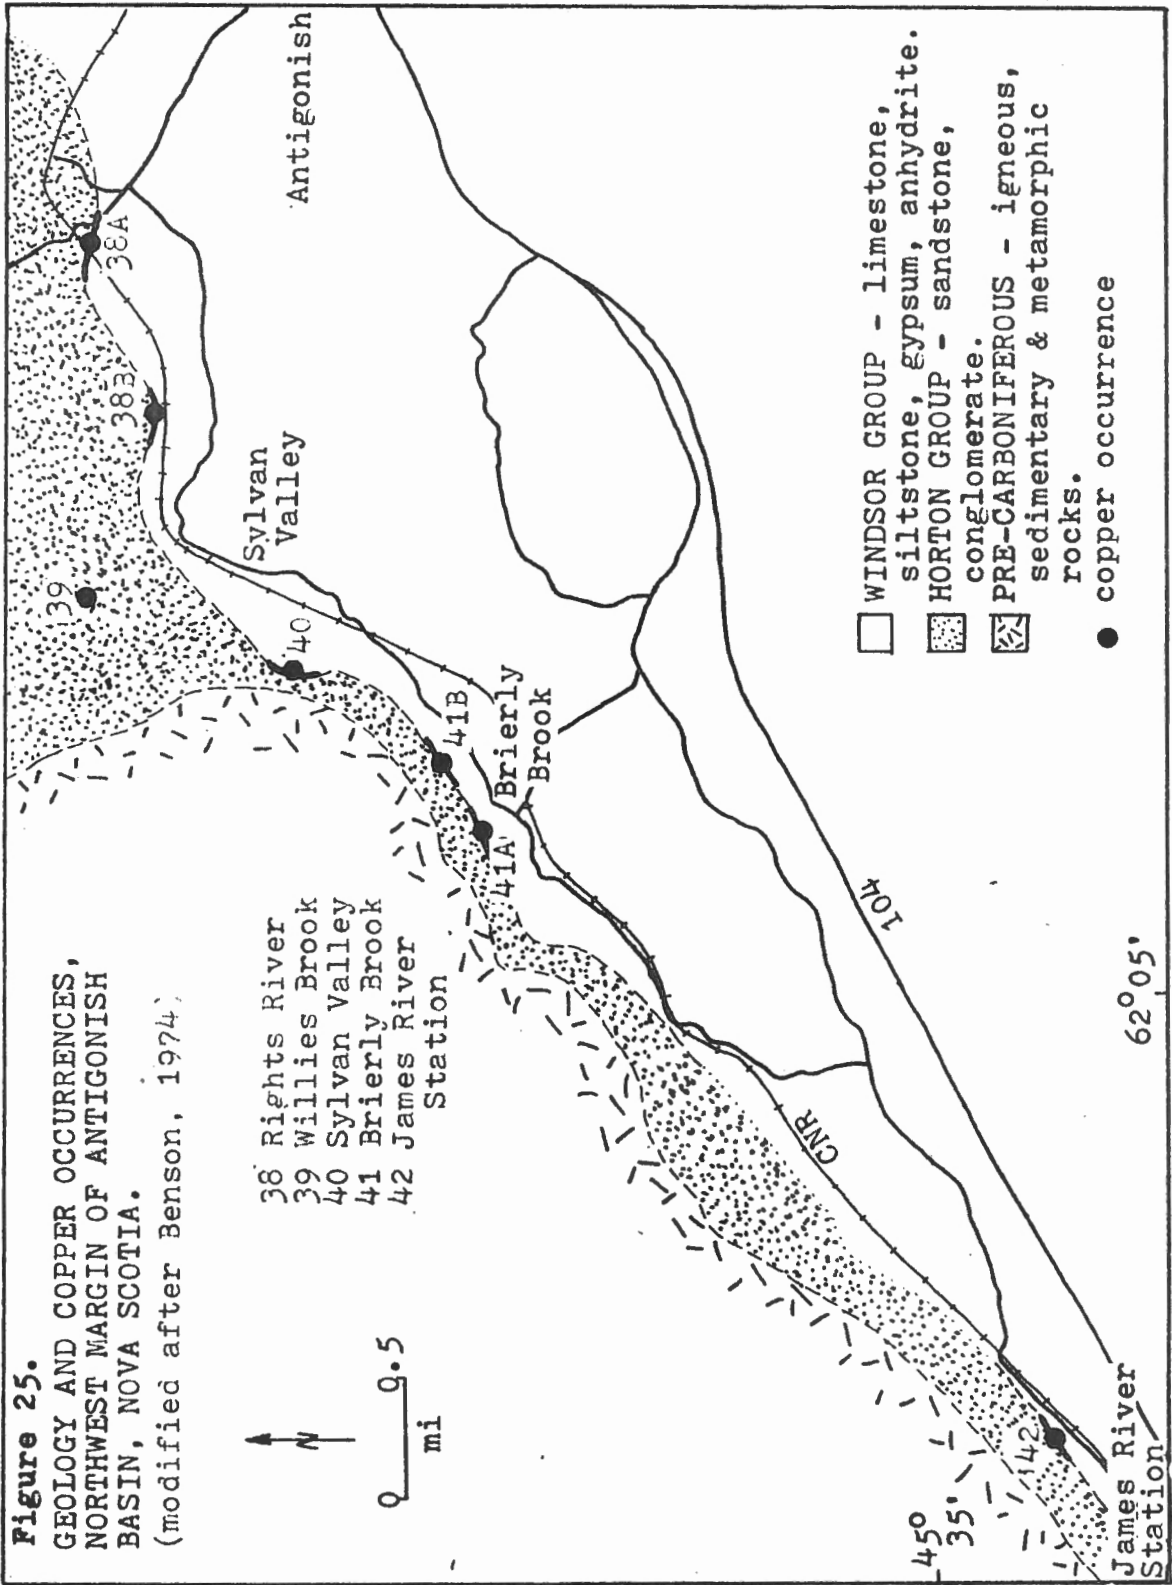 Figure 25.
GEOLOGY AND COPPER OCCURRENCES,
NORTHWEST MARGIN OF ANTIGONISH
BASIN, NOVA SCOTIA.
(modified after Benson, 1974)
N
0 0.5
mi
38 Rights River
39 Willies Brook
40 Sylvan Valley
41 Brierly Brook
42 James River
Station
39
38B
38A
40
41B
41A
42
Antigonish
Sylvan
Valley
Brierly
Brook
CNR
104
James River
Station
45°
35'
62°05'
WINDSOR GROUP - limestone,
siltstone, gypsum, anhydrite.
HORTON GROUP - sandstone,
conglomerate.
PRE-CARBONIFEROUS - igneous,
sedimentary & metamorphic
rocks.
copper occurrence